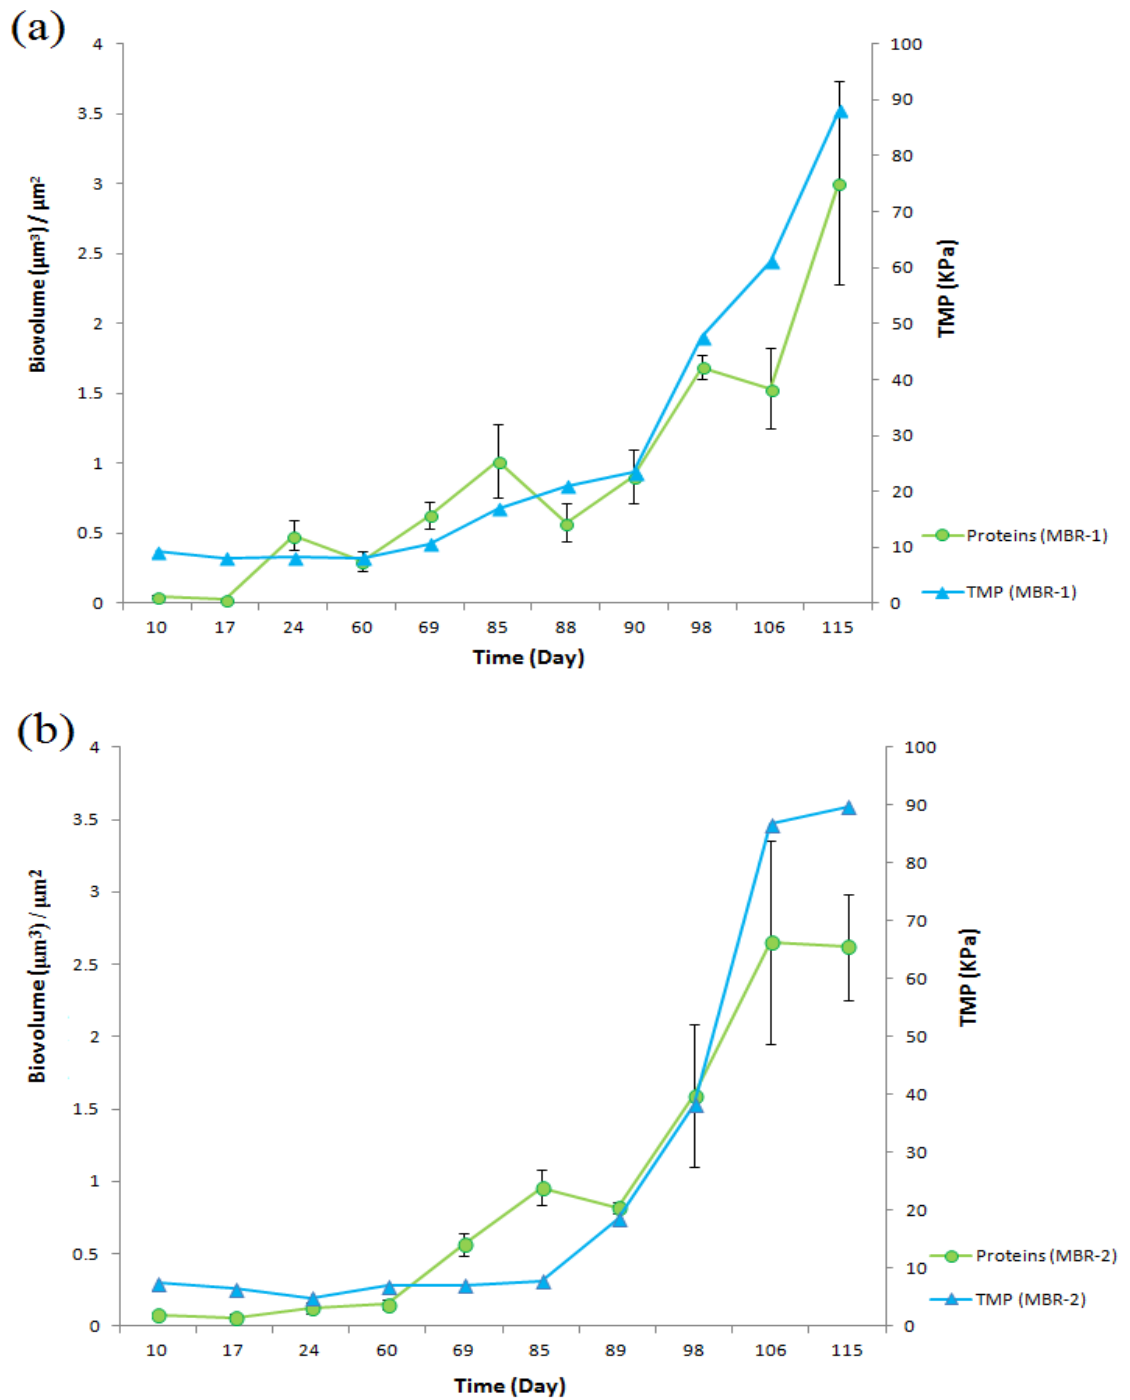 (a)
4
3.5
3
2.5
2
1.5
1
0.5
0
Biovolume (µm³) / µm²
100
90
80
70
60
50
40
30
20
10
0
TMP (KPa)
10 17 24 60 69 85 88 90 98 106 115
Time (Day)
Proteins (MBR-1)
TMP (MBR-1)
(b)
4
3.5
3
2.5
2
1.5
1
0.5
0
Biovolume (µm³) / µm²
100
90
80
70
60
50
40
30
20
10
0
TMP (KPa)
10 17 24 60 69 85 89 98 106 115
Time (Day)
Proteins (MBR-2)
TMP (MBR-2)